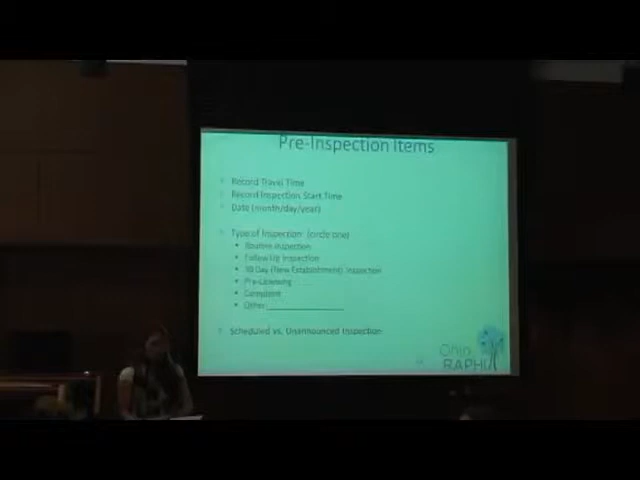 Pre-Inspection Items
Record Travel Time
Record Inspection Start Time
Date (month/day/year)
Type of Inspection (circle one)
Routine Inspection
Follow Up Inspection
30 Day (New Establishment) Inspection
Pre-Licensing
Complaint
Other_______________
Scheduled vs. Unannounced Inspection
Ohio
RAPHI